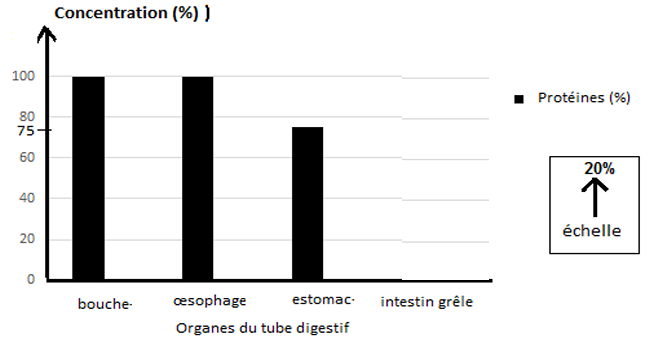 Concentration (%) )
100
80
75
60
40
20
0
bouche·
œsophage
estomac·
intestin grêle
Organes du tube digestif
Protéines (%)
20%
échelle